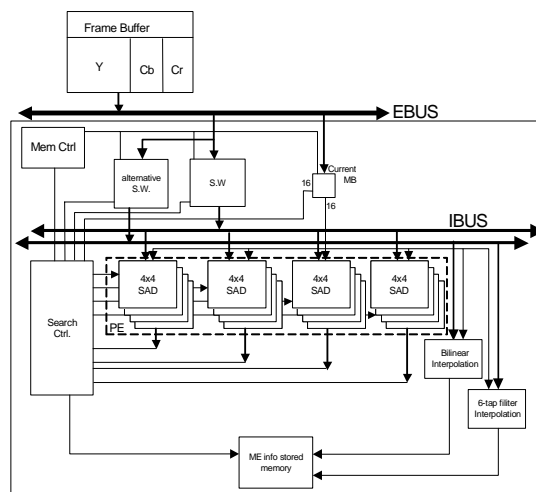 Frame Buffer
Y
Cb
Cr
EBUS
Mem Ctrl
alternative
S.W.
S.W
Current
MB
16
16
IBUS
4x4
SAD
4x4
SAD
4x4
SAD
4x4
SAD
PE
Search
Ctrl.
Bilinear
Interpolation
6-tap filiter
Interpolation
ME info stored
memory